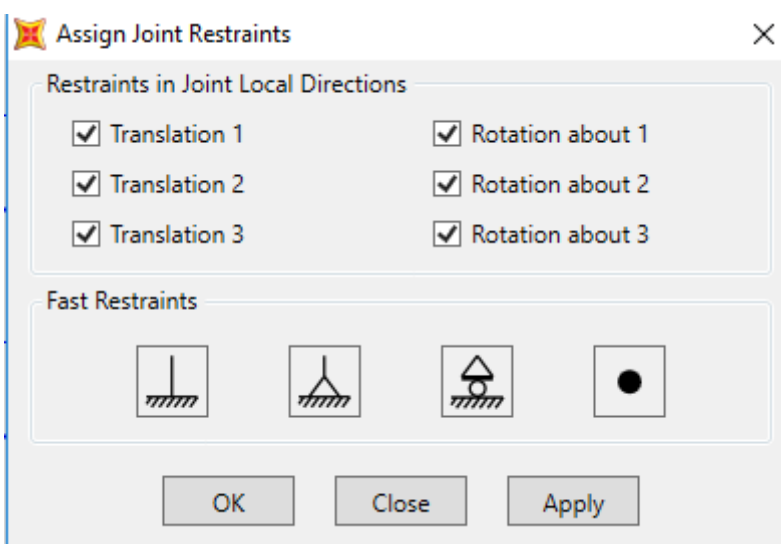 Assign Joint Restraints
Restraints in Joint Local Directions
Translation 1
Rotation about 1
Translation 2
Rotation about 2
Translation 3
Rotation about 3
Fast Restraints
OK
Close
Apply